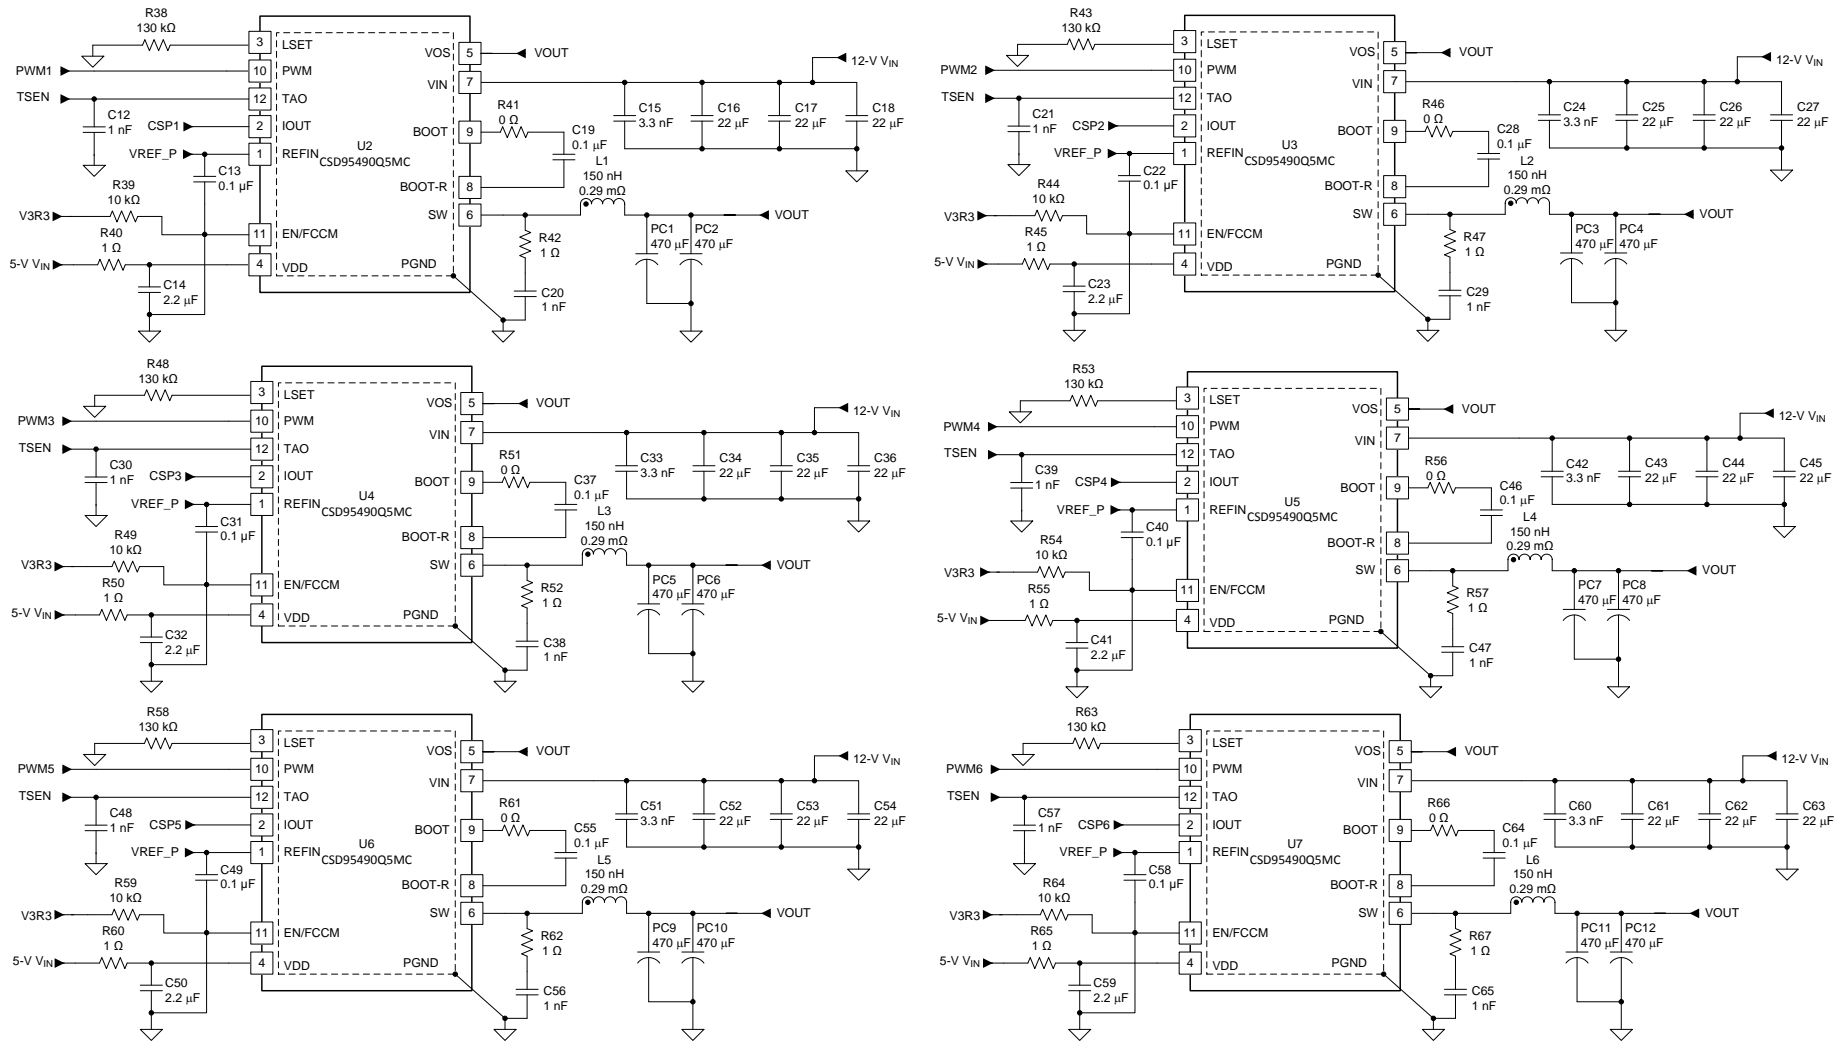 R38
130 kΩ
3
LSET
PWM1
10
PWM
TSEN
12
TAO
C12
1 nF
CSP1
2
IOUT
VREF_P
1
REFIN
C13
0.1 µF
R39
10 kΩ
V3R3
11
EN/FCCM
R40
1 Ω
5-V VIN
4
VDD
C14
2.2 µF
U2
CSD95490Q5MC
VOS
5
VOUT
VIN
7
12-V VIN
BOOT
9
R41
0 Ω
C19
0.1 µF
BOOT-R
8
SW
6
L1
150 nH
0.29 mΩ
PGND
R42
1 Ω
C20
1 nF
C15
3.3 nF
C16
22 µF
C17
22 µF
C18
22 µF
PC1
470 µF
PC2
470 µF
VOUT
R43
130 kΩ
3
LSET
PWM2
10
PWM
TSEN
12
TAO
C21
1 nF
CSP2
2
IOUT
VREF_P
1
REFIN
C22
0.1 µF
R44
10 kΩ
V3R3
11
EN/FCCM
R45
1 Ω
5-V VIN
4
VDD
C23
2.2 µF
U3
CSD95490Q5MC
VOS
5
VOUT
VIN
7
12-V VIN
BOOT
9
R46
0 Ω
C28
0.1 µF
BOOT-R
8
SW
6
L2
150 nH
0.29 mΩ
PGND
R47
1 Ω
C29
1 nF
C24
3.3 nF
C25
22 µF
C26
22 µF
C27
22 µF
PC3
470 µF
PC4
470 µF
VOUT
R48
130 kΩ
3
LSET
PWM3
10
PWM
TSEN
12
TAO
C30
1 nF
CSP3
2
IOUT
VREF_P
1
REFIN
C31
0.1 µF
R49
10 kΩ
V3R3
11
EN/FCCM
R50
1 Ω
5-V VIN
4
VDD
C32
2.2 µF
U4
CSD95490Q5MC
VOS
5
VOUT
VIN
7
12-V VIN
BOOT
9
R51
0 Ω
C37
0.1 µF
BOOT-R
8
SW
6
L3
150 nH
0.29 mΩ
PGND
R52
1 Ω
C38
1 nF
C33
3.3 nF
C34
22 µF
C35
22 µF
C36
22 µF
PC5
470 µF
PC6
470 µF
VOUT
R53
130 kΩ
3
LSET
PWM4
10
PWM
TSEN
12
TAO
C39
1 nF
CSP4
2
IOUT
VREF_P
1
REFIN
C40
0.1 µF
R54
10 kΩ
V3R3
11
EN/FCCM
R55
1 Ω
5-V VIN
4
VDD
C41
2.2 µF
U5
CSD95490Q5MC
VOS
5
VOUT
VIN
7
12-V VIN
BOOT
9
R56
0 Ω
C46
0.1 µF
BOOT-R
8
SW
6
L4
150 nH
0.29 mΩ
PGND
R57
1 Ω
C47
1 nF
C42
3.3 nF
C43
22 µF
C44
22 µF
C45
22 µF
PC7
470 µF
PC8
470 µF
VOUT
R58
130 kΩ
3
LSET
PWM5
10
PWM
TSEN
12
TAO
C48
1 nF
CSP5
2
IOUT
VREF_P
1
REFIN
C49
0.1 µF
R59
10 kΩ
V3R3
11
EN/FCCM
R60
1 Ω
5-V VIN
4
VDD
C50
2.2 µF
U6
CSD95490Q5MC
VOS
5
VOUT
VIN
7
12-V VIN
BOOT
9
R61
0 Ω
C55
0.1 µF
BOOT-R
8
SW
6
L5
150 nH
0.29 mΩ
PGND
R62
1 Ω
C56
1 nF
C51
3.3 nF
C52
22 µF
C53
22 µF
C54
22 µF
PC9
470 µF
PC10
470 µF
VOUT
R63
130 kΩ
3
LSET
PWM6
10
PWM
TSEN
12
TAO
C57
1 nF
CSP6
2
IOUT
VREF_P
1
REFIN
C58
0.1 µF
R64
10 kΩ
V3R3
11
EN/FCCM
R65
1 Ω
5-V VIN
4
VDD
C59
2.2 µF
U7
CSD95490Q5MC
VOS
5
VOUT
VIN
7
12-V VIN
BOOT
9
R66
0 Ω
C64
0.1 µF
BOOT-R
8
SW
6
L6
150 nH
0.29 mΩ
PGND
R67
1 Ω
C65
1 nF
C60
3.3 nF
C61
22 µF
C62
22 µF
C63
22 µF
PC11
470 µF
PC12
470 µF
VOUT